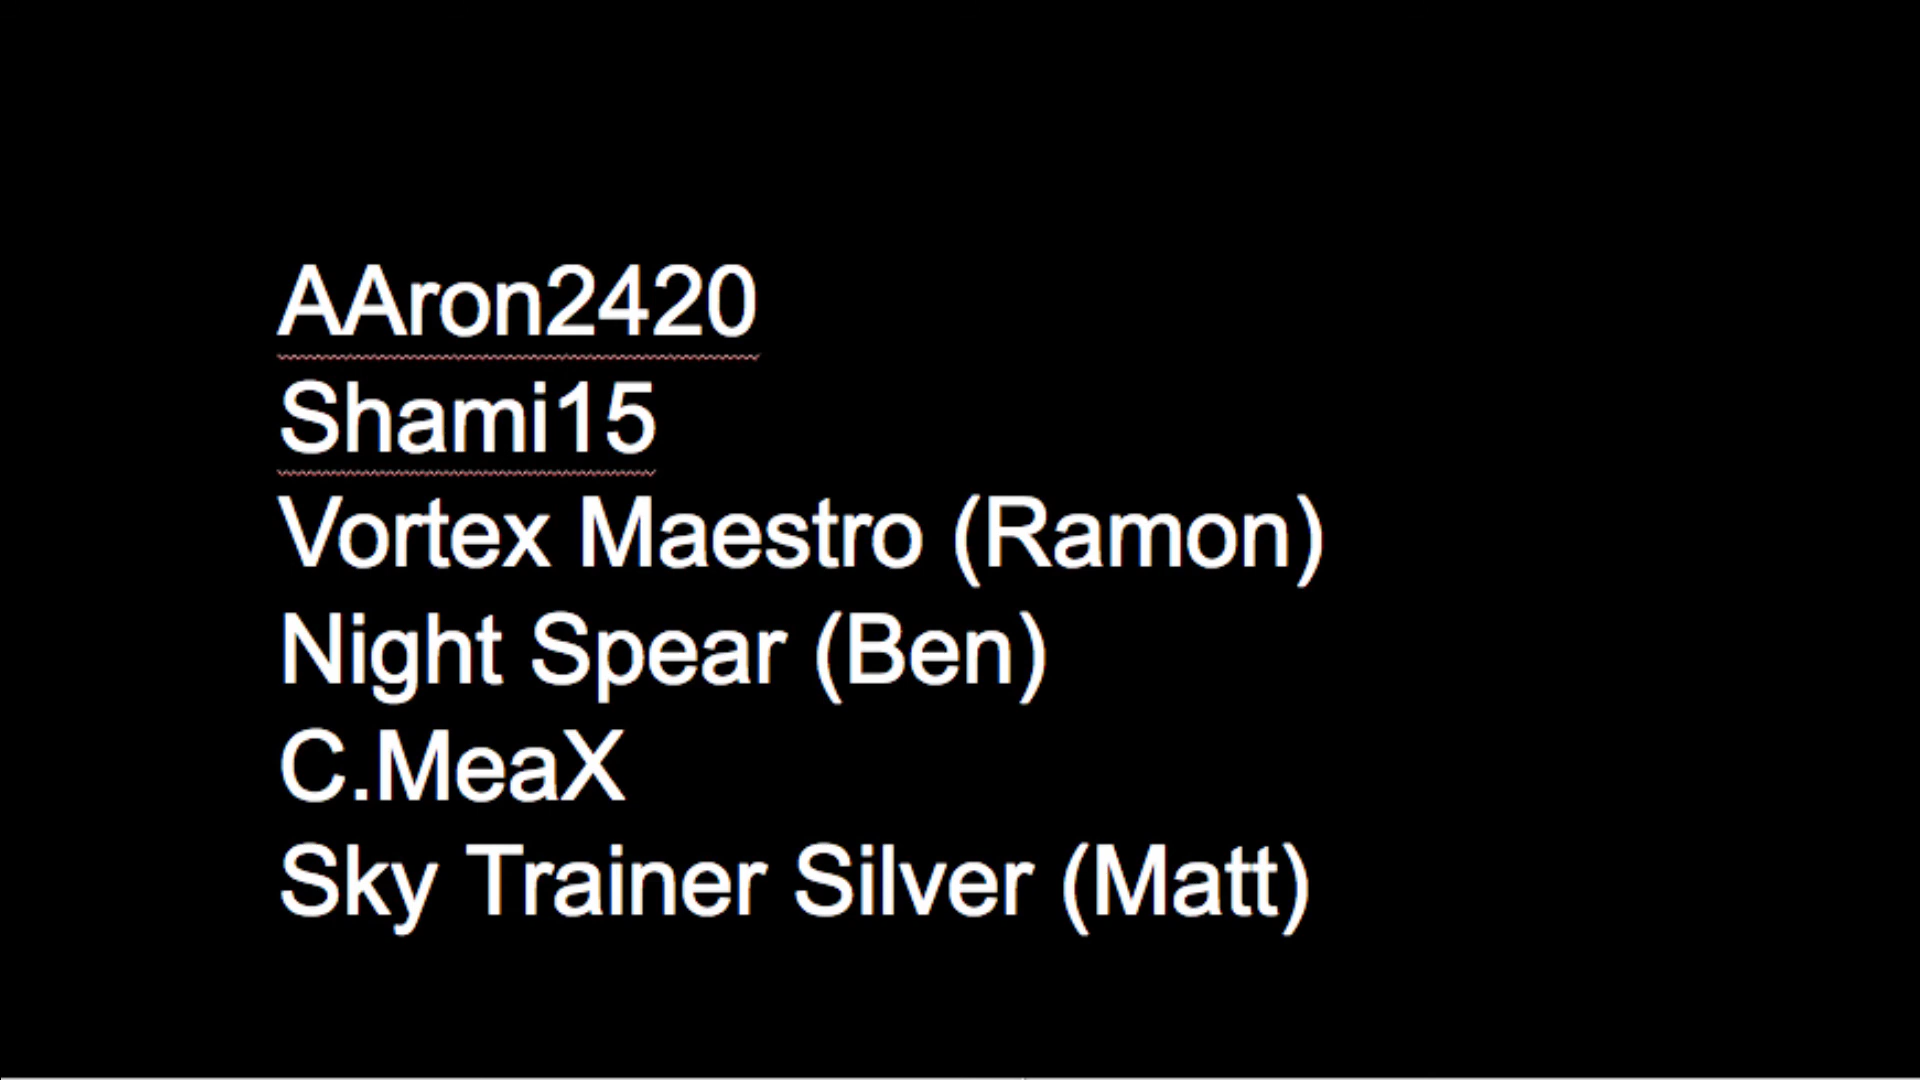 AAron2420
Shami15
Vortex Maestro (Ramon)
Night Spear (Ben)
C.MeaX
Sky Trainer Silver (Matt)